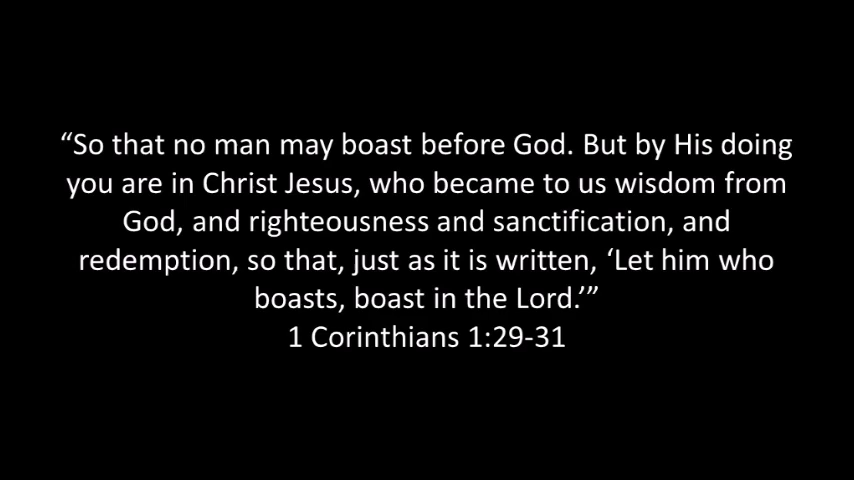 “So that no man may boast before God. But by His doing
you are in Christ Jesus, who became to us wisdom from
God, and righteousness and sanctification, and
redemption, so that, just as it is written, ‘Let him who
boasts, boast in the Lord.’”
1 Corinthians 1:29-31